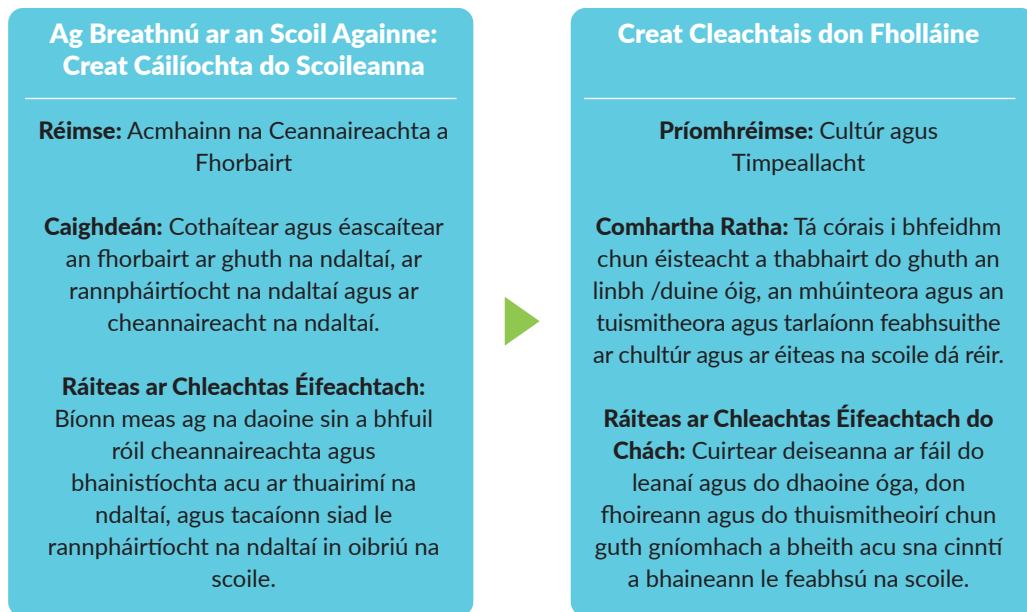 Ag Breathnú ar an Scoil Againne:
Creat Cáilíochta do Scoileanna
Réimse: Acmhainn na Ceannaireachta a
Fhorbairt
Caighdeán: Cothaítear agus éascaítear
an fhorbairt ar ghuth na ndaltaí, ar
rannpháirtíocht na ndaltaí agus ar
cheannaireacht na ndaltaí.
Ráiteas ar Chleachtas Éifeachtach:
Bíonn meas ag na daoine sin a bhfuil
róil cheannaireachta agus
bhainistíochta acu ar thuairimí na
ndaltaí, agus tacaíonn siad le
rannpháirtíocht na ndaltaí in oibriú na
scoile.
Creat Cleachtais don Fholláine
Príomhréimse: Cultúr agus
Timpeallacht
Comhartha Ratha: Tá córais i bhfeidhm
chun éisteacht a thabhairt do ghuth an
linbh /duine óig, an mhúinteora agus an
tuismitheora agus tarlaíonn feabhsuithe
ar chultúr agus ar éiteas na scoile dá réir.
Ráiteas ar Chleachtas Éifeachtach do
Chách: Cuirtear deiseanna ar fáil do
leanaí agus do dhaoine óga, don
fhoireann agus do thuismitheoirí chun
guth gníomhach a bheith acu sna cinntí
a bhaineann le feabhsú na scoile.